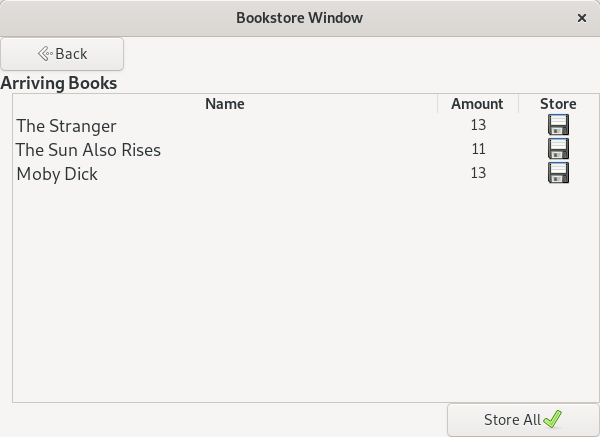 Bookstore Window
Back
Arriving Books
Name Amount Store
The Stranger 13
The Sun Also Rises 11
Moby Dick 13
Store All